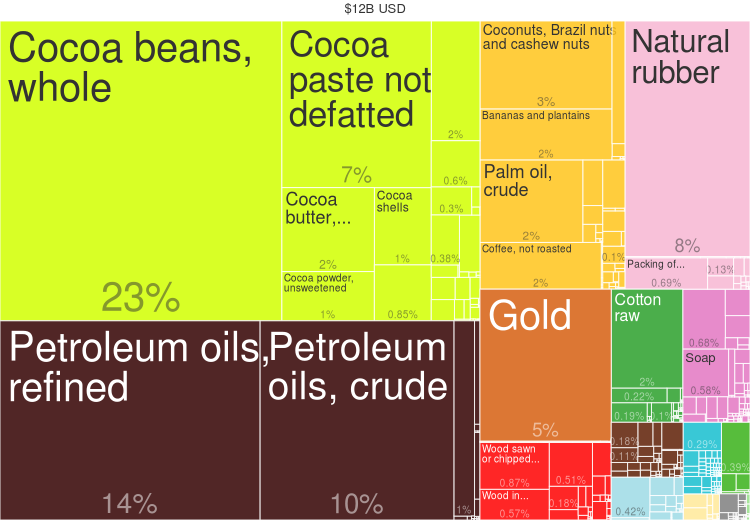 $12B USD
Cocoa beans,
whole
23%
Cocoa
paste not
defatted
7%
2%
0.6%
0.3%
0.38%
0.85%
Cocoa
butter,...
2%
Cocoa
shells
1%
Cocoa powder,
unsweetened
1%
Coconuts, Brazil nuts
and cashew nuts
3%
Bananas and plantains
2%
Palm oil,
crude
2%
0.1%
Coffee, not roasted
2%
Natural
rubber
8%
Packing of...
0.69%
0.13%
Petroleum oils,
refined
14%
Petroleum
oils, crude
10%
1%
Gold
5%
Cotton
raw
2%
0.22%
0.19%
0.1%
0.68%
Soap
0.58%
Wood sawn
or chipped...
0.87%
0.51%
Wood in...
0.57%
0.18%
0.18%
0.11%
0.29%
0.39%
0.42%